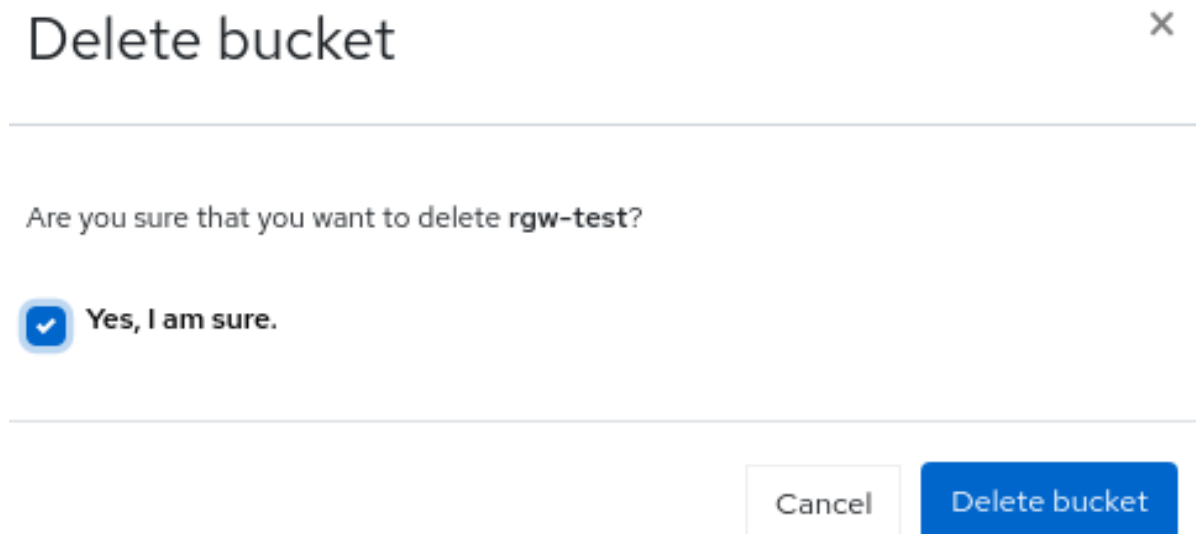 Delete bucket
Are you sure that you want to delete rgw-test?
Yes, I am sure.
Cancel
Delete bucket